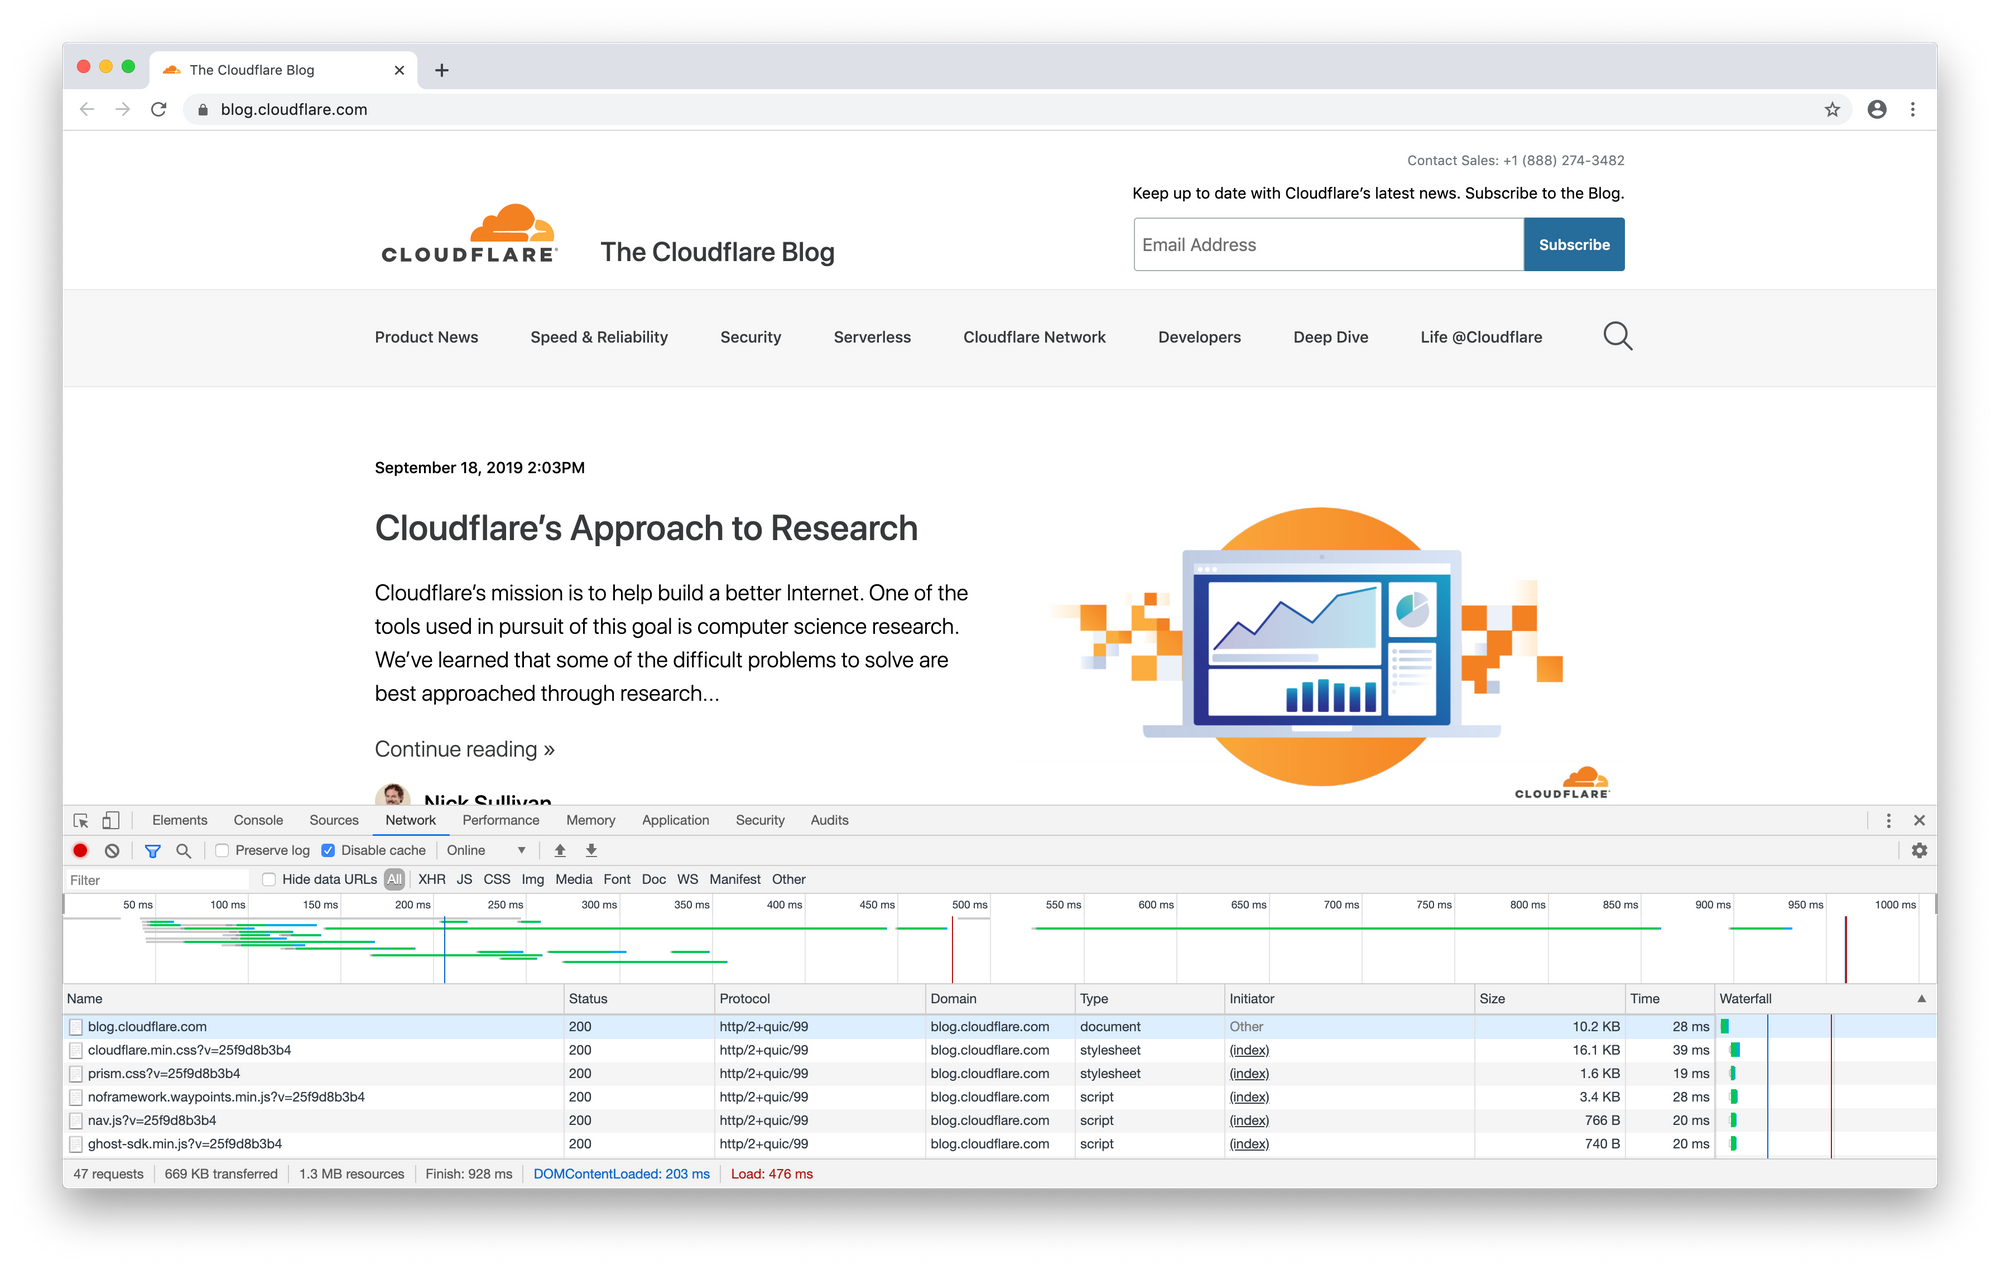 The Cloudflare Blog
blog.cloudflare.com
Contact Sales: +1 (888) 274-3482
Keep up to date with Cloudflare's latest news. Subscribe to the Blog.
CLOUDFLARE
The Cloudflare Blog
Email Address
Subscribe
Product News Speed & Reliability Security Serverless Cloudflare Network Developers Deep Dive Life @Cloudflare
September 18, 2019 2:03PM
Cloudflare's Approach to Research
Cloudflare's mission is to help build a better Internet. One of the
tools used in pursuit of this goal is computer science research.
We've learned that some of the difficult problems to solve are
best approached through research...
Continue reading »
Nick Sullivan
CLOUDFLARE
Elements Console Sources Network Performance Memory Application Security Audits
Preserve log Disable cache Online
Filter Hide data URLs All XHR JS CSS Img Media Font Doc WS Manifest Other
50 ms 100 ms 150 ms 200 ms 250 ms 300 ms 350 ms 400 ms 450 ms 500 ms 550 ms 600 ms 650 ms 700 ms 750 ms 800 ms 850 ms 900 ms 950 ms 1000 ms
Name Status Protocol Domain Type Initiator Size Time Waterfall
blog.cloudflare.com 200 http/2+quic/99 blog.cloudflare.com document Other 10.2 KB 28 ms
cloudflare.min.css?v=25f9d8b3b4 200 http/2+quic/99 blog.cloudflare.com stylesheet (index) 16.1 KB 39 ms
prism.css?v=25f9d8b3b4 200 http/2+quic/99 blog.cloudflare.com stylesheet (index) 1.6 KB 19 ms
noframework.waypoints.min.js?v=25f9d8b3b4 200 http/2+quic/99 blog.cloudflare.com script (index) 3.4 KB 28 ms
nav.js?v=25f9d8b3b4 200 http/2+quic/99 blog.cloudflare.com script (index) 766 B 20 ms
ghost-sdk.min.js?v=25f9d8b3b4 200 http/2+quic/99 blog.cloudflare.com script (index) 740 B 20 ms
47 requests 669 KB transferred 1.3 MB resources Finish: 928 ms DOMContentLoaded: 203 ms Load: 476 ms